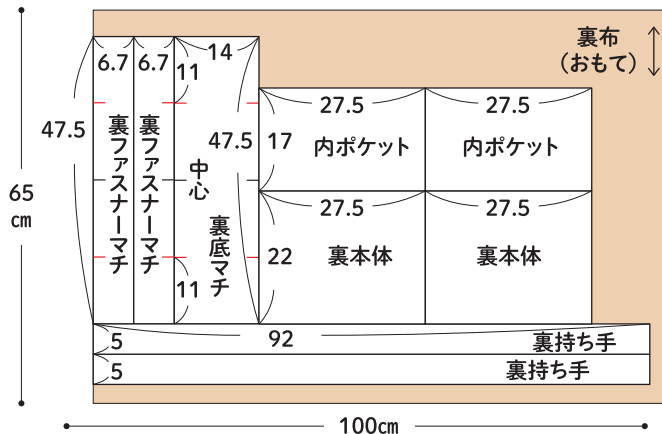 裏布
(おもて)
6.7
6.7
11
14
47.5
47.5
65
cm
裏ファスナーマチ
裏ファスナーマチ
中心
裏底マチ
11
27.5
27.5
17
内ポケット
内ポケット
27.5
27.5
22
裏本体
裏本体
5
92
裏持ち手
5
裏持ち手
100cm